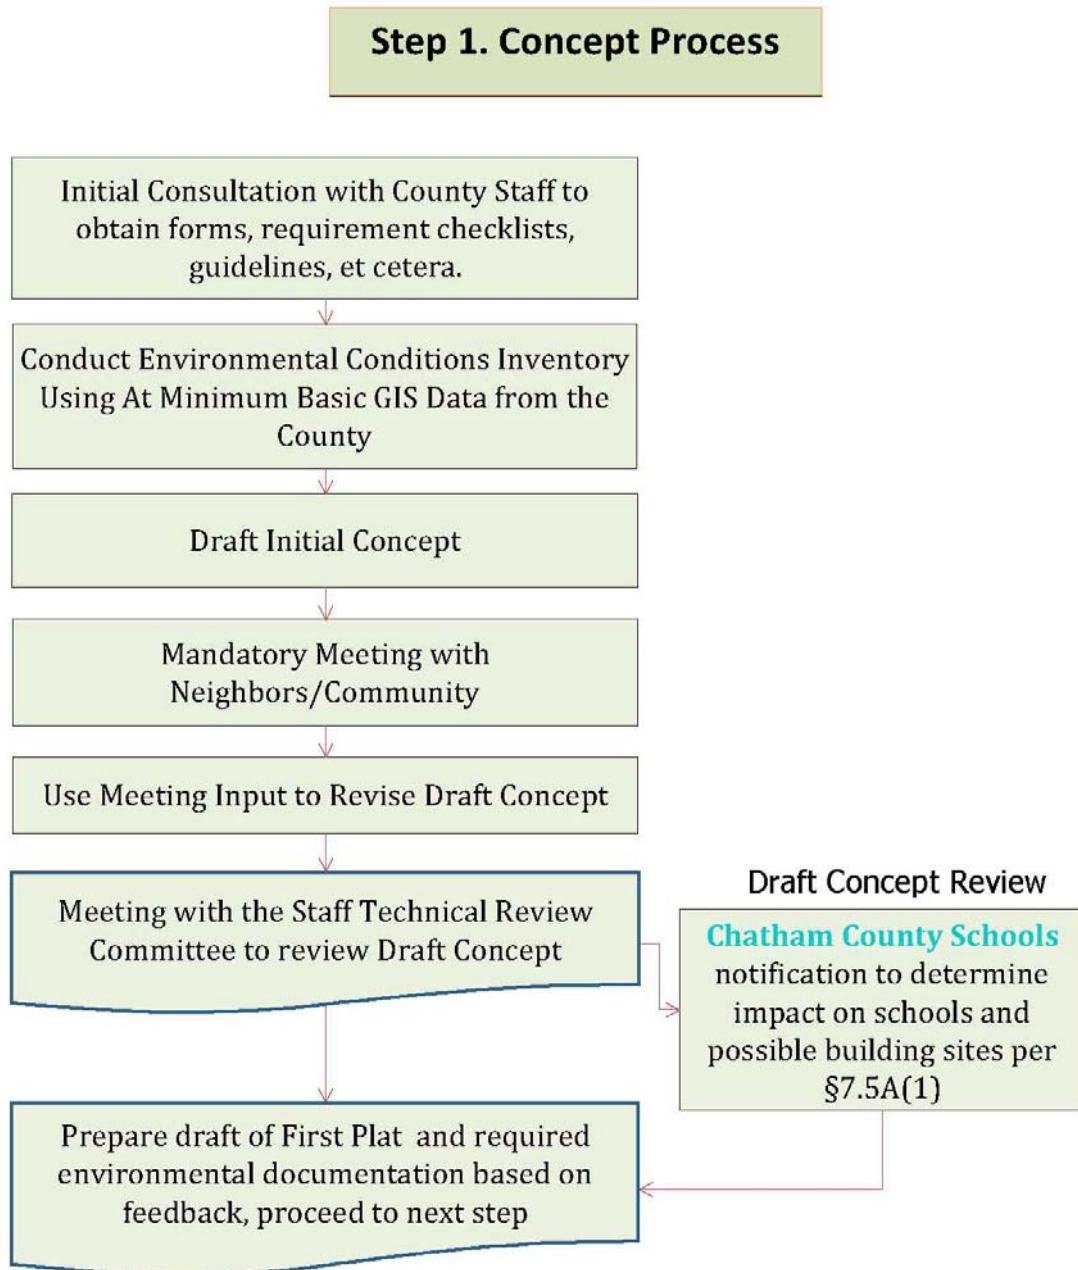 Step 1. Concept Process
Initial Consultation with County Staff to
obtain forms, requirement checklists,
guidelines, et cetera.
Conduct Environmental Conditions Inventory
Using At Minimum Basic GIS Data from the
County
Draft Initial Concept
Mandatory Meeting with
Neighbors/Community
Use Meeting Input to Revise Draft Concept
Meeting with the Staff Technical Review
Committee to review Draft Concept
Draft Concept Review
Chatham County Schools
notification to determine
impact on schools and
possible building sites per
§7.5A(1)
Prepare draft of First Plat and required
environmental documentation based on
feedback, proceed to next step